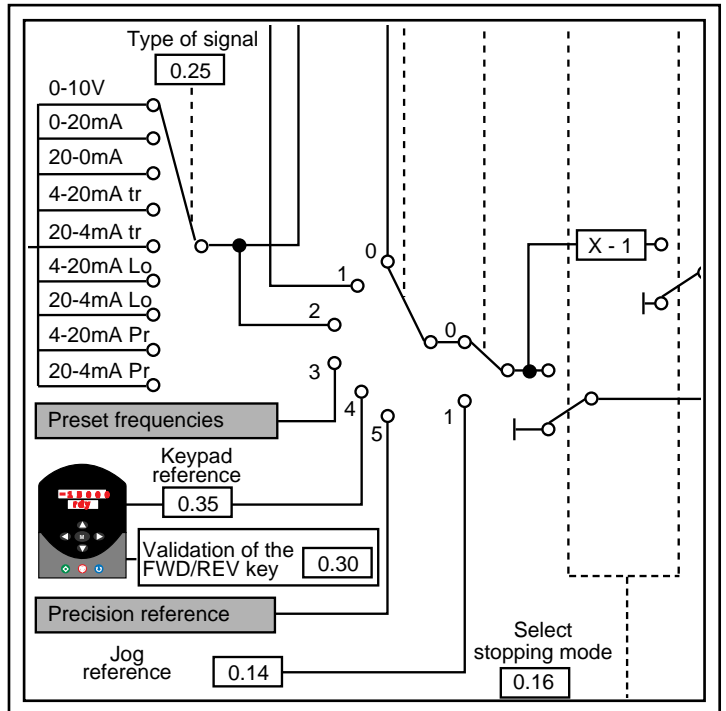 Type of signal
0.25
0-10V
0-20mA
20-0mA
4-20mA tr
20-4mA tr
4-20mA Lo
20-4mA Lo
4-20mA Pr
20-4mA Pr
0
1
2
3
4
5
0
1
X - 1
Preset frequencies
Keypad
reference
0.35
rdy
M
Validation of the
FWD/REV key
0.30
Precision reference
Jog
reference
0.14
Select
stopping mode
0.16